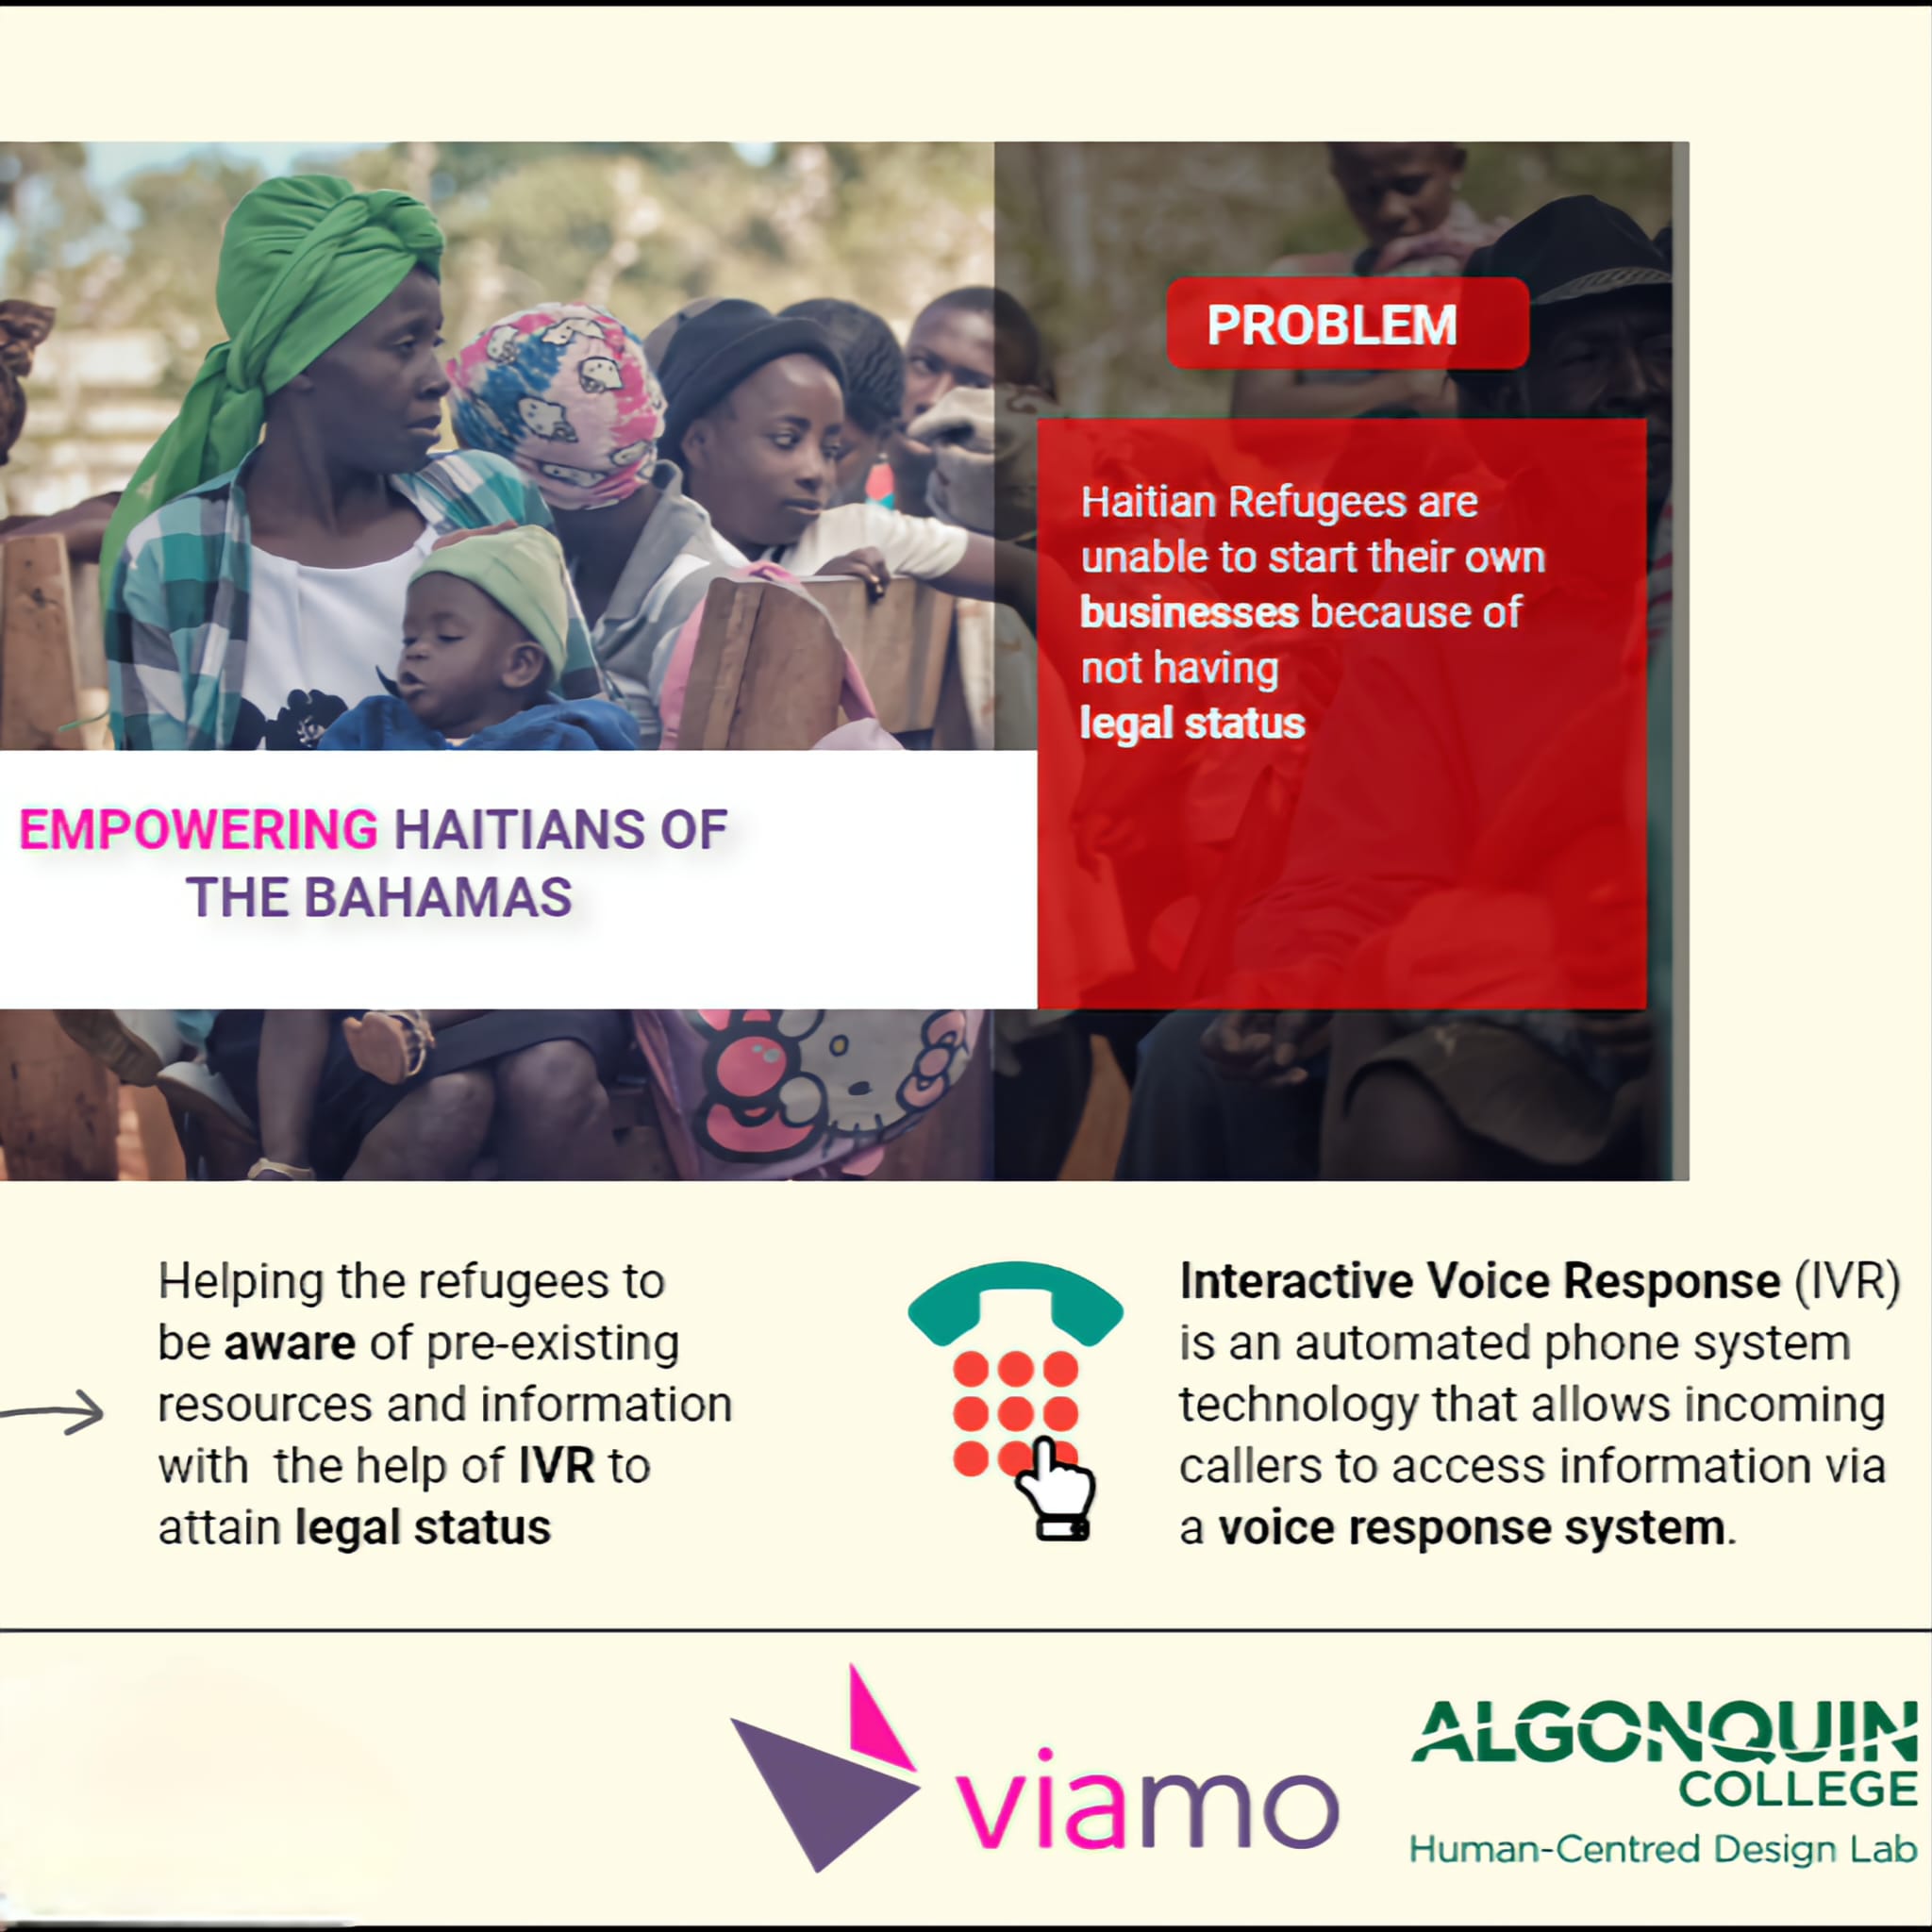 PROBLEM
Haitian Refugees are
unable to start their own
businesses because of
not having
legal status
EMPOWERING HAITIANS OF
THE BAHAMAS
Helping the refugees to
be aware of pre-existing
resources and information
with  the help of IVR to
attain legal status
Interactive Voice Response (IVR)
is an automated phone system
technology that allows incoming
callers to access information via
a voice response system.
viamo
ALGONQUIN
COLLEGE
Human-Centred Design Lab